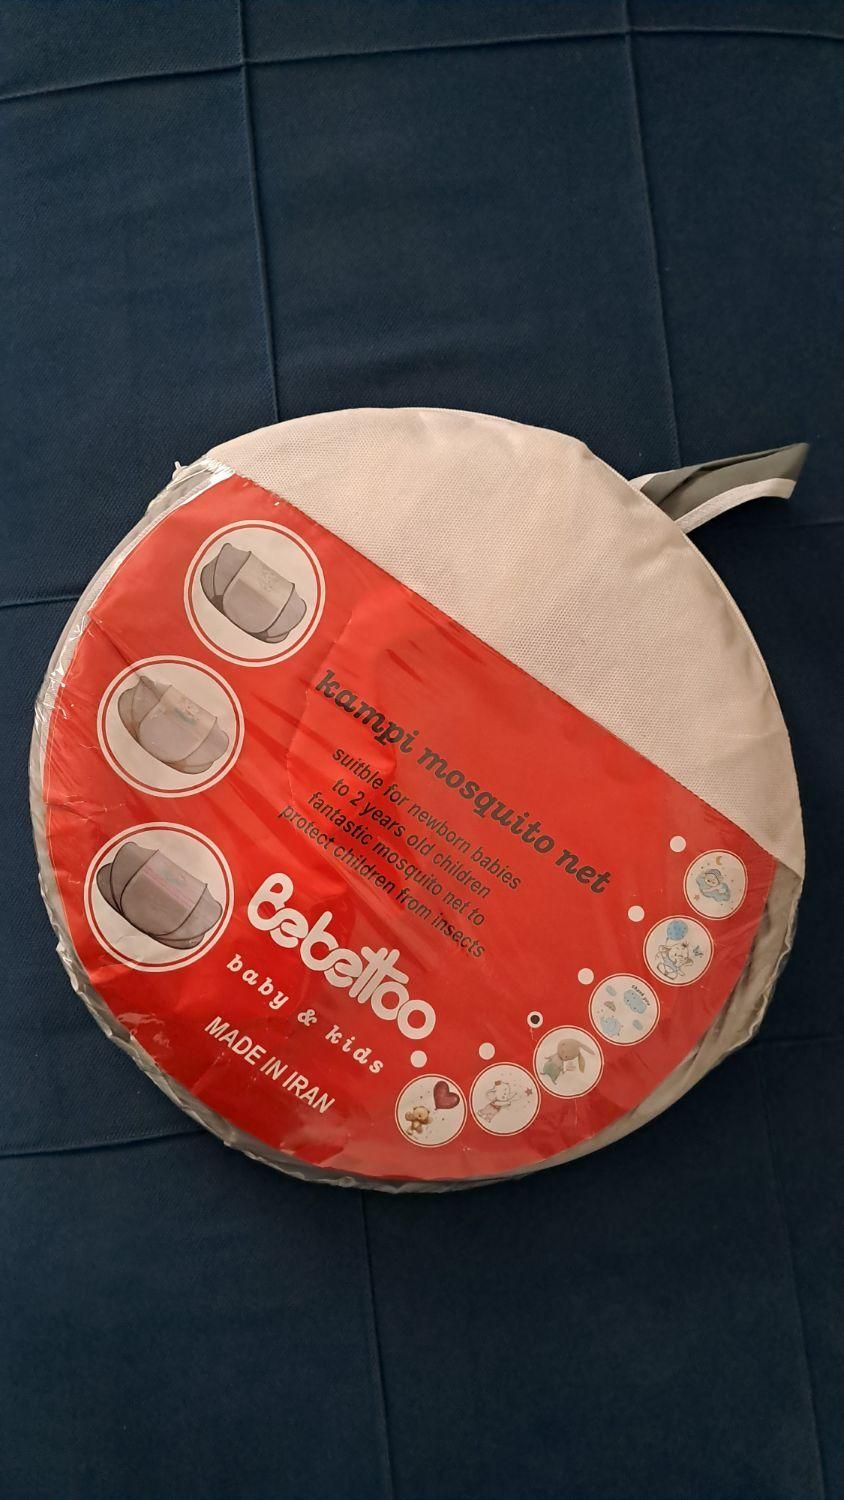 kampi mosquito net
suitble for newborn babies
to 2 years old children
fantastic mosquito net to
protect children from insects
Bebettoo
baby & kids
MADE IN IRAN